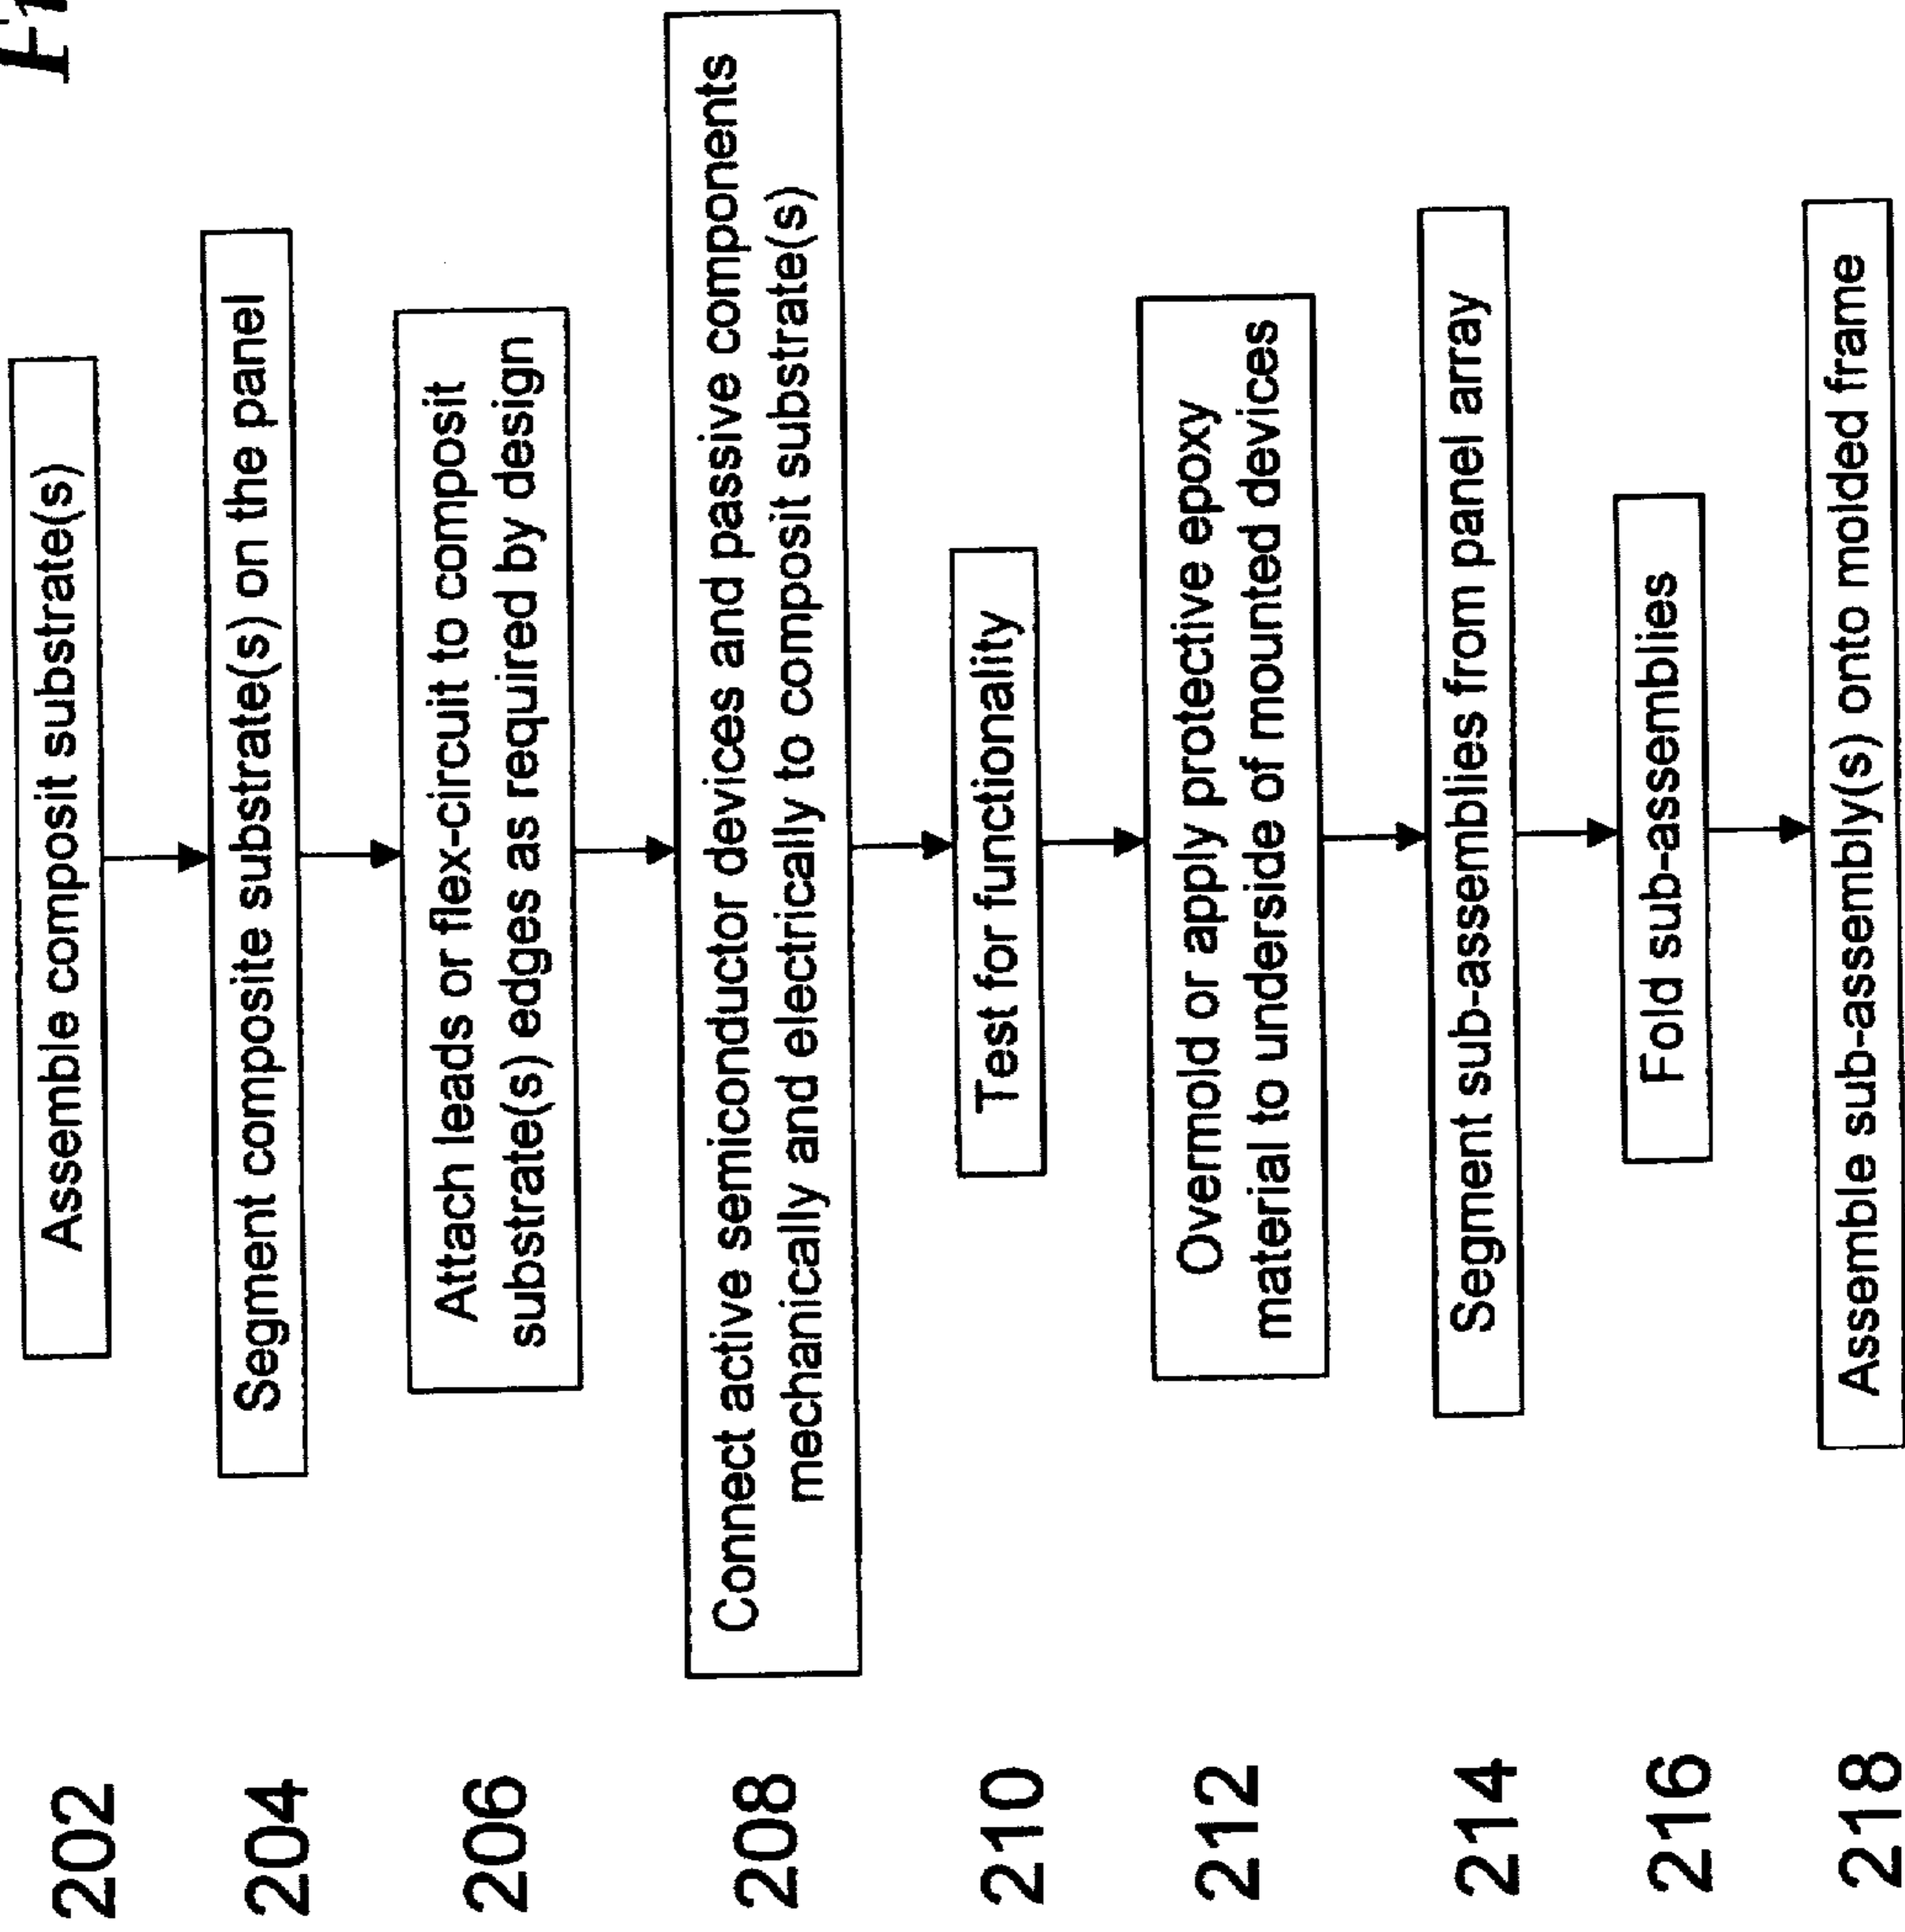 202
Assemble composit substrate(s)
204
Segment composite substrate(s) on the panel
206
Attach leads or flex-circuit to composit
substrate(s) edges as required by design
208
Connect active semiconductor devices and passive components
mechanically and electrically to composit substrate(s)
210
Test for functionality
212
Overmold or apply protective epoxy
material to underside of mounted devices
214
Segment sub-assemblies from panel array
216
Fold sub-assemblies
218
Assemble sub-assembly(s) onto molded frame